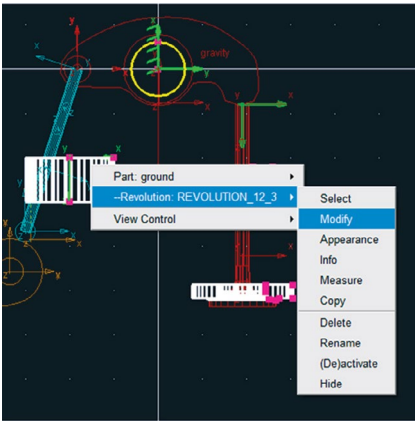 y
x
x
y
gravity
x
y
x
x
Part: ground
--Revolution: REVOLUTION_12_3
View Control
Select
Modify
Appearance
Info
Measure
Copy
Delete
Rename
(De)activate
Hide
y
x
y
x
x
y
x
z
y